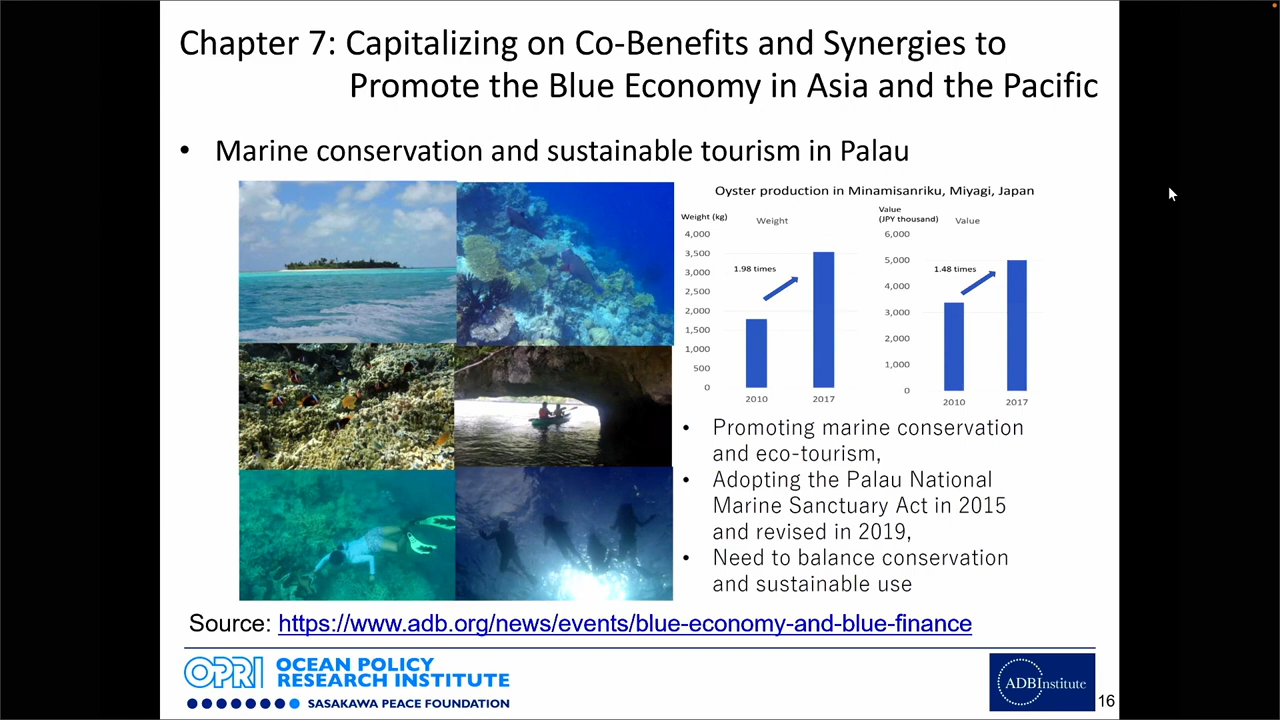 Chapter 7: Capitalizing on Co-Benefits and Synergies to
Promote the Blue Economy in Asia and the Pacific
• Marine conservation and sustainable tourism in Palau
Oyster production in Minamisanriku, Miyagi, Japan
Weight (kg)
Weight
4,000
3,500
3,000
2,500
2,000
1,500
1,000
500
0
1.98 times
2010 2017
Value
(JPY thousand)
Value
6,000
5,000
4,000
3,000
2,000
1,000
0
1.48 times
2010 2017
• Promoting marine conservation
and eco-tourism,
• Adopting the Palau National
Marine Sanctuary Act in 2015
and revised in 2019,
• Need to balance conservation
and sustainable use
Source: https://www.adb.org/news/events/blue-economy-and-blue-finance
OPRI OCEAN POLICY
RESEARCH INSTITUTE
SASAKAWA PEACE FOUNDATION
ADBInstitute
16